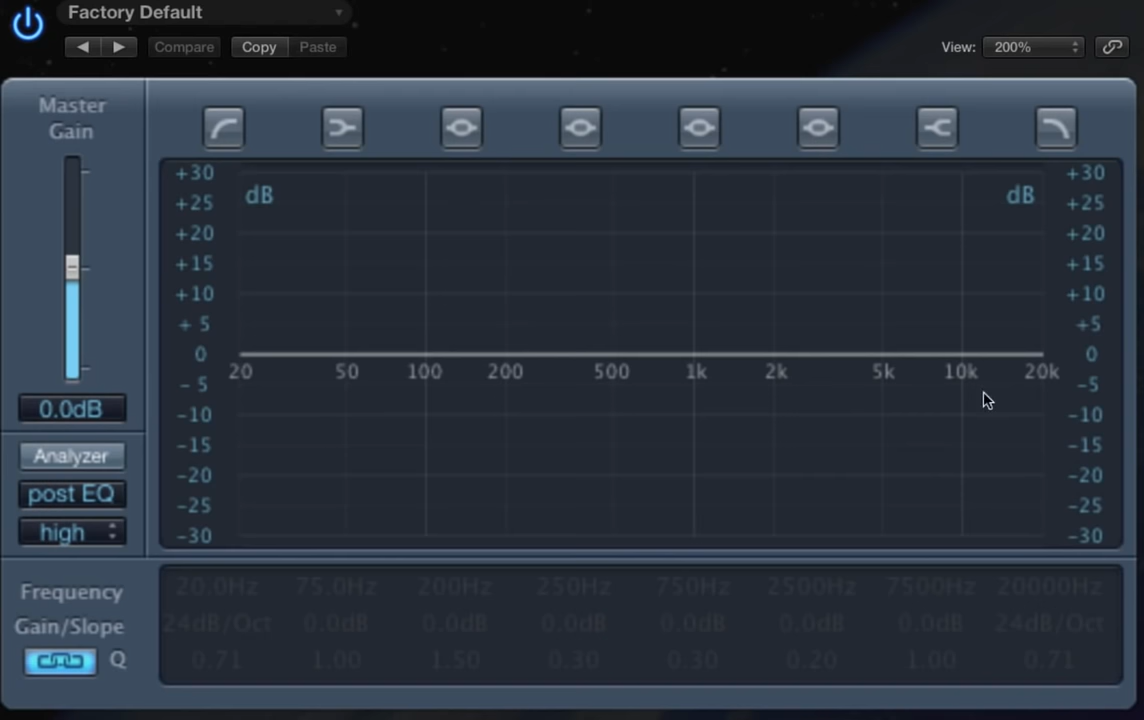 Factory Default
Compare Copy Paste View: 200%
Master
Gain
+30 +30
dB dB
+25 +25
+20 +20
+15 +15
+10 +10
+ 5 +5
0 0
20 50 100 200 500 1k 2k 5k 10k 20k
- 5 -5
-10 -10
-15 -15
-20 -20
-25 -25
-30 -30
0.0dB
Analyzer
post EQ
high
Frequency 20.0Hz 75.0Hz 200Hz 250Hz 750Hz 2500Hz 7500Hz 20000Hz
Gain/Slope 24dB/Oct 0.0dB 0.0dB 0.0dB 0.0dB 0.0dB 0.0dB 24dB/Oct
Q 0.71 1.00 1.50 0.30 0.30 0.20 1.00 0.71